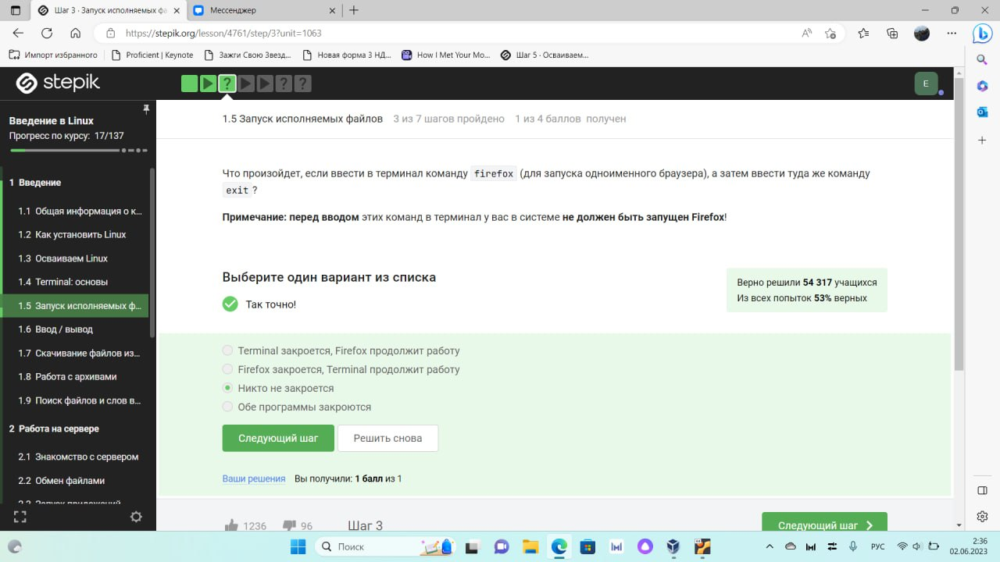 Шаг 3 · Запуск исполняемых фа
Мессенджер
https://stepik.org/lesson/4761/step/3?unit=1063
Импорт избранного
Proficient | Keynote
Зажги Свою Звезд...
Новая форма 3 НД...
How I Met Your Mo...
Шаг 5 · Осваиваем...
stepik
E
Введение в Linux
Прогресс по курсу: 17/137
1 Введение
1.1 Общая информация о к...
1.2 Как установить Linux
1.3 Осваиваем Linux
1.4 Terminal: основы
1.5 Запуск исполняемых ф...
1.6 Ввод / вывод
1.7 Скачивание файлов из...
1.8 Работа с архивами
1.9 Поиск файлов и слов в...
2 Работа на сервере
2.1 Знакомство с сервером
2.2 Обмен файлами
2.3 Запуск приложений
1.5 Запуск исполняемых файлов 3 из 7 шагов пройдено 1 из 4 баллов получен
Что произойдет, если ввести в терминал команду firefox (для запуска одноименного браузера), а затем ввести туда же команду
exit ?
Примечание: перед вводом этих команд в терминал у вас в системе не должен быть запущен Firefox!
Выберите один вариант из списка
Так точно!
Верно решили 54 317 учащихся
Из всех попыток 53% верных
Terminal закроется, Firefox продолжит работу
Firefox закроется, Terminal продолжит работу
Никто не закроется
Обе программы закроются
Следующий шаг
Решить снова
Ваши решения Вы получили: 1 балл из 1
1236
96
Шаг 3
Следующий шаг
Поиск
РУС
2:36
02.06.2023